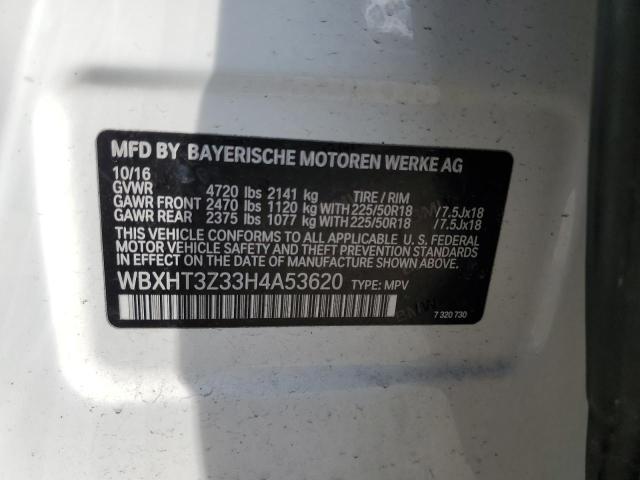 MFD BY BAYERISCHE MOTOREN WERKE AG
10/16
GVWR 4720 lbs 2141 kg TIRE / RIM
GAWR FRONT 2470 lbs 1120 kg WITH 225/50R18 /7.5Jx18
GAWR REAR 2375 lbs 1077 kg WITH 225/50R18 /7.5Jx18
THIS VEHICLE CONFORMS TO ALL APPLICABLE U. S. FEDERAL
MOTOR VEHICLE SAFETY AND THEFT PREVENTION STANDARDS
IN EFFECT ON THE DATE OF MANUFACTURE SHOWN ABOVE.
WBXHT3Z33H4A53620 TYPE: MPV
7 320 730